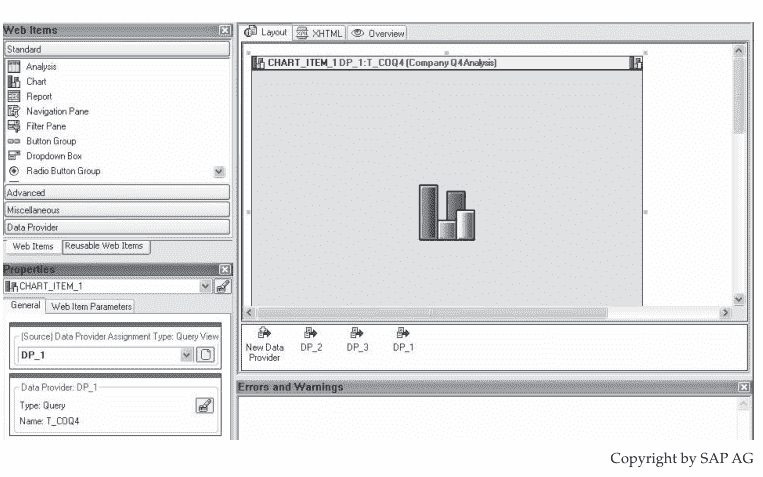 Web Items
Standard
Analysis
Chart
Report
Navigation Pane
Filter Pane
Button Group
Dropdown Box
Radio Button Group
Advanced
Miscellaneous
Data Provider
Web Items
Reusable Web Items
Properties
CHART_ITEM_1
General
Web Item Parameters
(Source) Data Provider Assignment Type: Query View
DP_1
Data Provider: DP_1
Type: Query
Name: T_COQ4
Layout
XHTML
Overview
CHART_ITEM_1 DP_1:T_COQ4 (Company Q4 Analysis)
New Data
Provider
DP_2
DP_3
DP_1
Errors and Warnings
Copyright by SAP AG